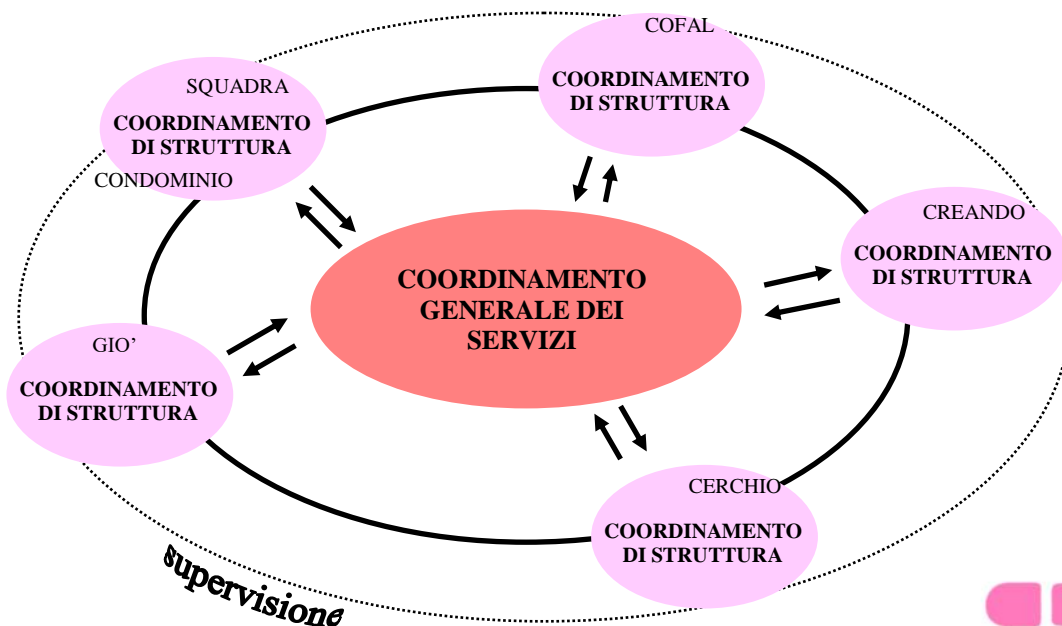 COFAL
COORDINAMENTO
DI STRUTTURA
SQUADRA
COORDINAMENTO
DI STRUTTURA
CONDOMINIO
CREANDO
COORDINAMENTO
DI STRUTTURA
COORDINAMENTO
GENERALE DEI
SERVIZI
GIO’
COORDINAMENTO
DI STRUTTURA
CERCHIO
COORDINAMENTO
DI STRUTTURA
supervisione